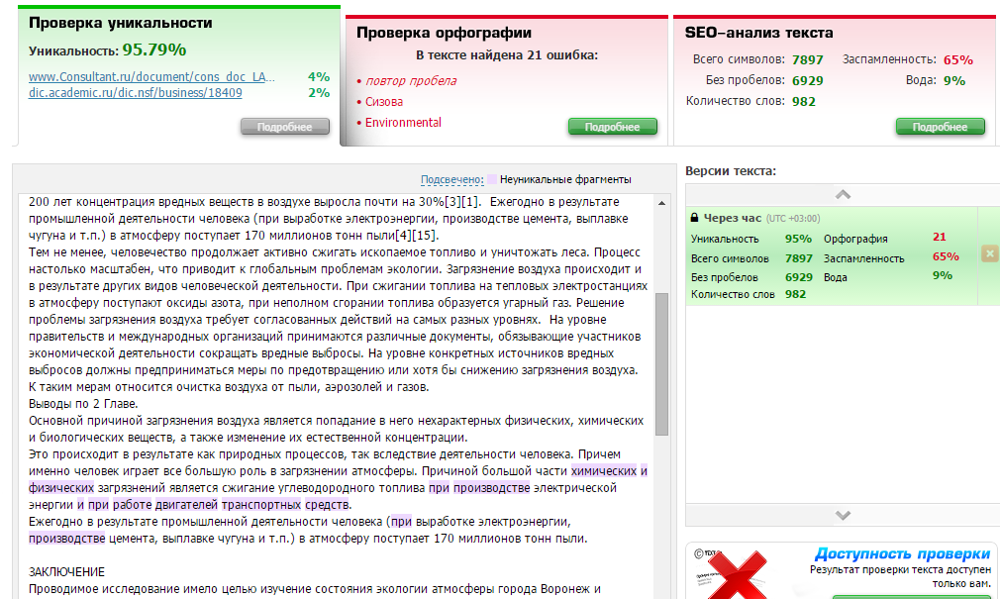 Проверка уникальности
Уникальность: 95.79%
www.Consultant.ru/document/cons_doc_LA... 4%
dic.academic.ru/dic.nsf/business/18409 2%
Подробнее
Проверка орфографии
В тексте найдена 21 ошибка:
• повтор пробела
• Сизова
• Environmental
Подробнее
SEO-анализ текста
Всего символов: 7897 Заспамленность: 65%
Без пробелов: 6929 Вода: 9%
Количество слов: 982
Подробнее
Подсвечено: Неуникальные фрагменты
200 лет концентрация вредных веществ в воздухе выросла почти на 30%[3][1]. Ежегодно в результате
промышленной деятельности человека (при выработке электроэнергии, производстве цемента, выплавке
чугуна и т.п.) в атмосферу поступает 170 миллионов тонн пыли[4][15].
Тем не менее, человечество продолжает активно сжигать ископаемое топливо и уничтожать леса. Процесс
настолько масштабен, что приводит к глобальным проблемам экологии. Загрязнение воздуха происходит и
в результате других видов человеческой деятельности. При сжигании топлива на тепловых электростанциях
в атмосферу поступают оксиды азота, при неполном сгорании топлива образуется угарный газ. Решение
проблемы загрязнения воздуха требует согласованных действий на самых разных уровнях. На уровне
правительств и международных организаций принимаются различные документы, обязывающие участников
экономической деятельности сокращать вредные выбросы. На уровне конкретных источников вредных
выбросов должны предприниматься меры по предотвращению или хотя бы снижению загрязнения воздуха.
К таким мерам относится очистка воздуха от пыли, аэрозолей и газов.
Выводы по 2 Главе.
Основной причиной загрязнения воздуха является попадание в него нехарактерных физических, химических
и биологических веществ, а также изменение их естественной концентрации.
Это происходит в результате как природных процессов, так вследствие деятельности человека. Причем
именно человек играет все большую роль в загрязнении атмосферы. Причиной большой части химических и
физических загрязнений является сжигание углеводородного топлива при производстве электрической
энергии и при работе двигателей транспортных средств.
Ежегодно в результате промышленной деятельности человека (при выработке электроэнергии,
производстве цемента, выплавке чугуна и т.п.) в атмосферу поступает 170 миллионов тонн пыли.
ЗАКЛЮЧЕНИЕ
Проводимое исследование имело целью изучение состояния экологии атмосферы города Воронеж и
Версии текста:
Через час (UTC +03:00)
Уникальность 95% Орфография 21
Всего символов 7897 Заспамленность 65%
Без пробелов 6929 Вода 9%
Количество слов 982
Доступность проверки
Результат проверки текста доступен
только вам.